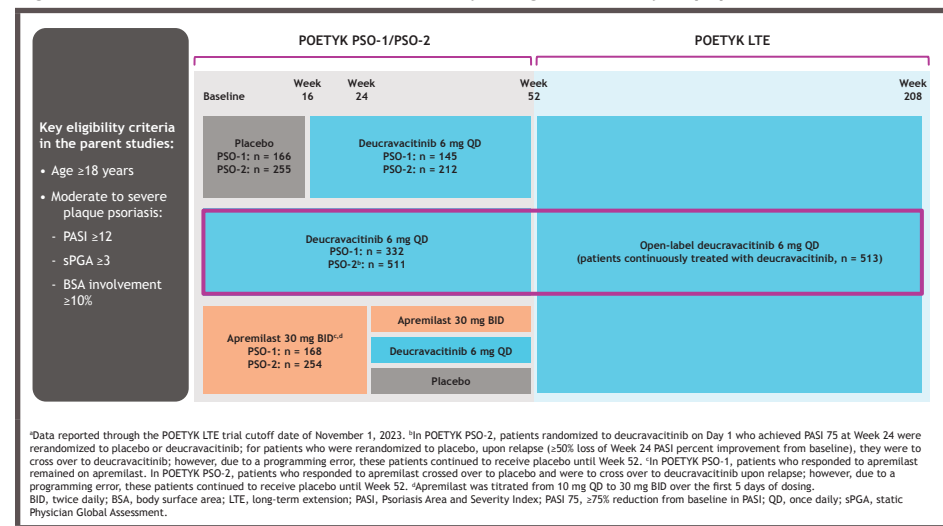 POETYK PSO-1/PSO-2
POETYK LTE
Baseline
Week
16
Week
24
Week
52
Week
208
Key eligibility criteria
in the parent studies:
• Age ≥18 years
• Moderate to severe
plaque psoriasis:
- PASI ≥12
- sPGA ≥3
- BSA involvement
≥10%
Placebo
PSO-1: n = 166
PSO-2: n = 255
Deucravacitinib 6 mg QD
PSO-1: n = 145
PSO-2: n = 212
Deucravacitinib 6 mg QD
PSO-1: n = 332
PSO-2ᵇ: n = 511
Open-label deucravacitinib 6 mg QD
(patients continuously treated with deucravacitinib, n = 513)
Apremilast 30 mg BIDᶜ,ᵈ
PSO-1: n = 168
PSO-2: n = 254
Apremilast 30 mg BID
Deucravacitinib 6 mg QD
Placebo
ᵃData reported through the POETYK LTE trial cutoff date of November 1, 2023. ᵇIn POETYK PSO-2, patients randomized to deucravacitinib on Day 1 who achieved PASI 75 at Week 24 were
rerandomized to placebo or deucravacitinib; for patients who were rerandomized to placebo, upon relapse (≥50% loss of Week 24 PASI percent improvement from baseline), they were to
cross over to deucravacitinib; however, due to a programming error, these patients continued to receive placebo until Week 52. ᶜIn POETYK PSO-1, patients who responded to apremilast
remained on apremilast. In POETYK PSO-2, patients who responded to apremilast crossed over to placebo and were to cross over to deucravacitinib upon relapse; however, due to a
programming error, these patients continued to receive placebo until Week 52. ᵈApremilast was titrated from 10 mg QD to 30 mg BID over the first 5 days of dosing.
BID, twice daily; BSA, body surface area; LTE, long-term extension; PASI, Psoriasis Area and Severity Index; PASI 75, ≥75% reduction from baseline in PASI; QD, once daily; sPGA, static
Physician Global Assessment.